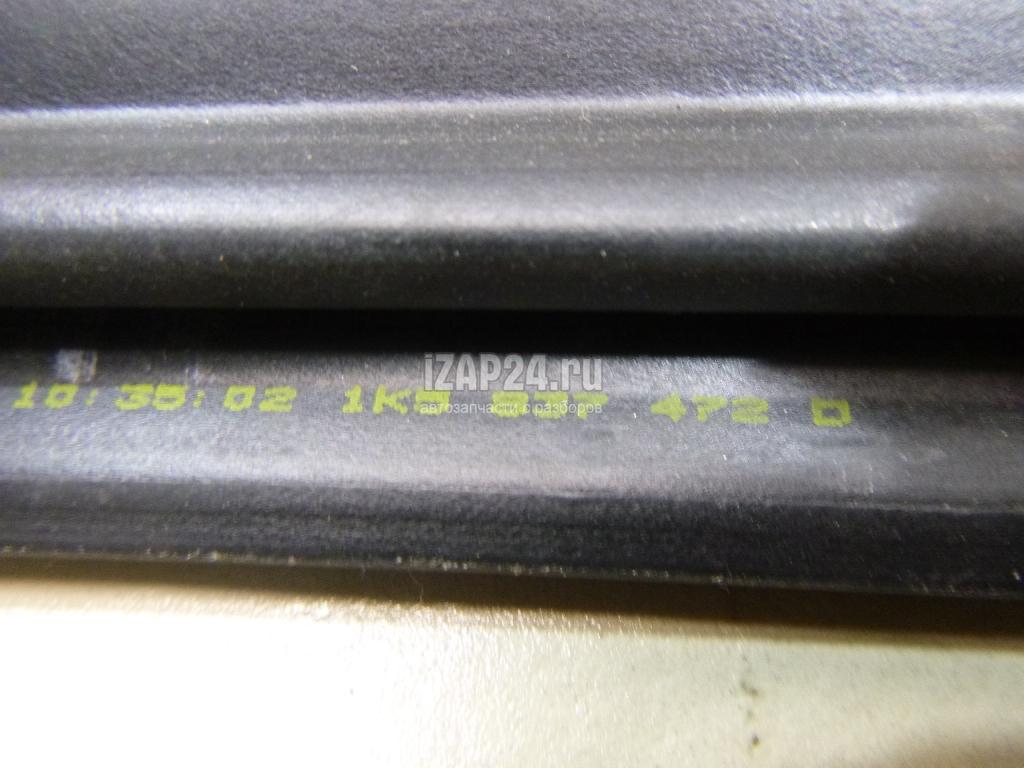 iZAP24.ru
10:35:02 1K5 837 472 D
автозапчасти с разборов